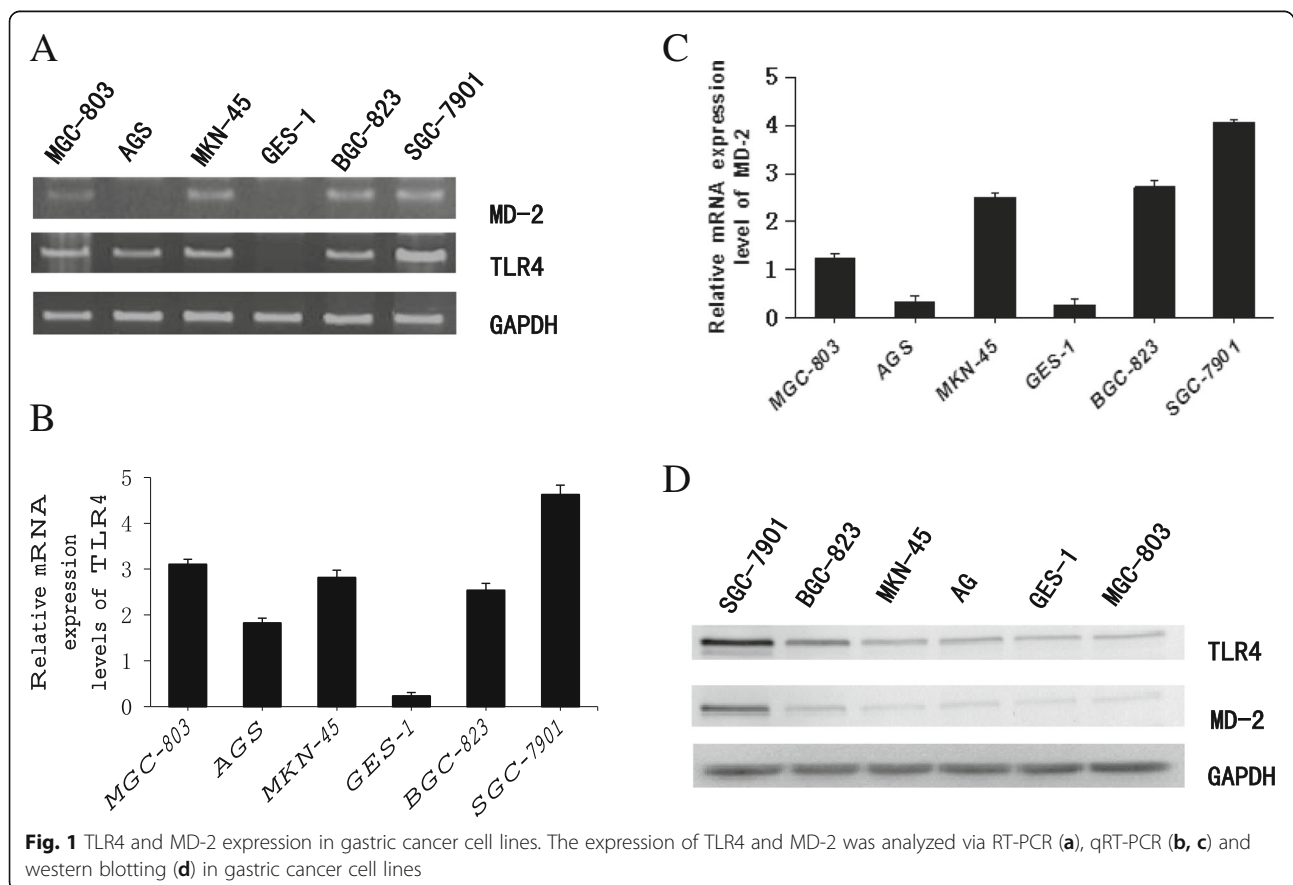 A
MGC-803 AGS MKN-45 GES-1 BGC-823 SGC-7901
MD-2
TLR4
GAPDH
B
Relative mRNA
expression
levels of TLR4
5
4
3
2
1
0
MGC-803 AGS MKN-45 GES-1 BGC-823 SGC-7901
C
Relative mRNA expression
level of MD-2
5
4
3
2
1
0
MGC-803 AGS MKN-45 GES-1 BGC-823 SGC-7901
D
SGC-7901 BGC-823 MKN-45 AG GES-1 MGC-803
TLR4
MD-2
GAPDH
Fig. 1 TLR4 and MD-2 expression in gastric cancer cell lines. The expression of TLR4 and MD-2 was analyzed via RT-PCR (a), qRT-PCR (b, c) and
western blotting (d) in gastric cancer cell lines